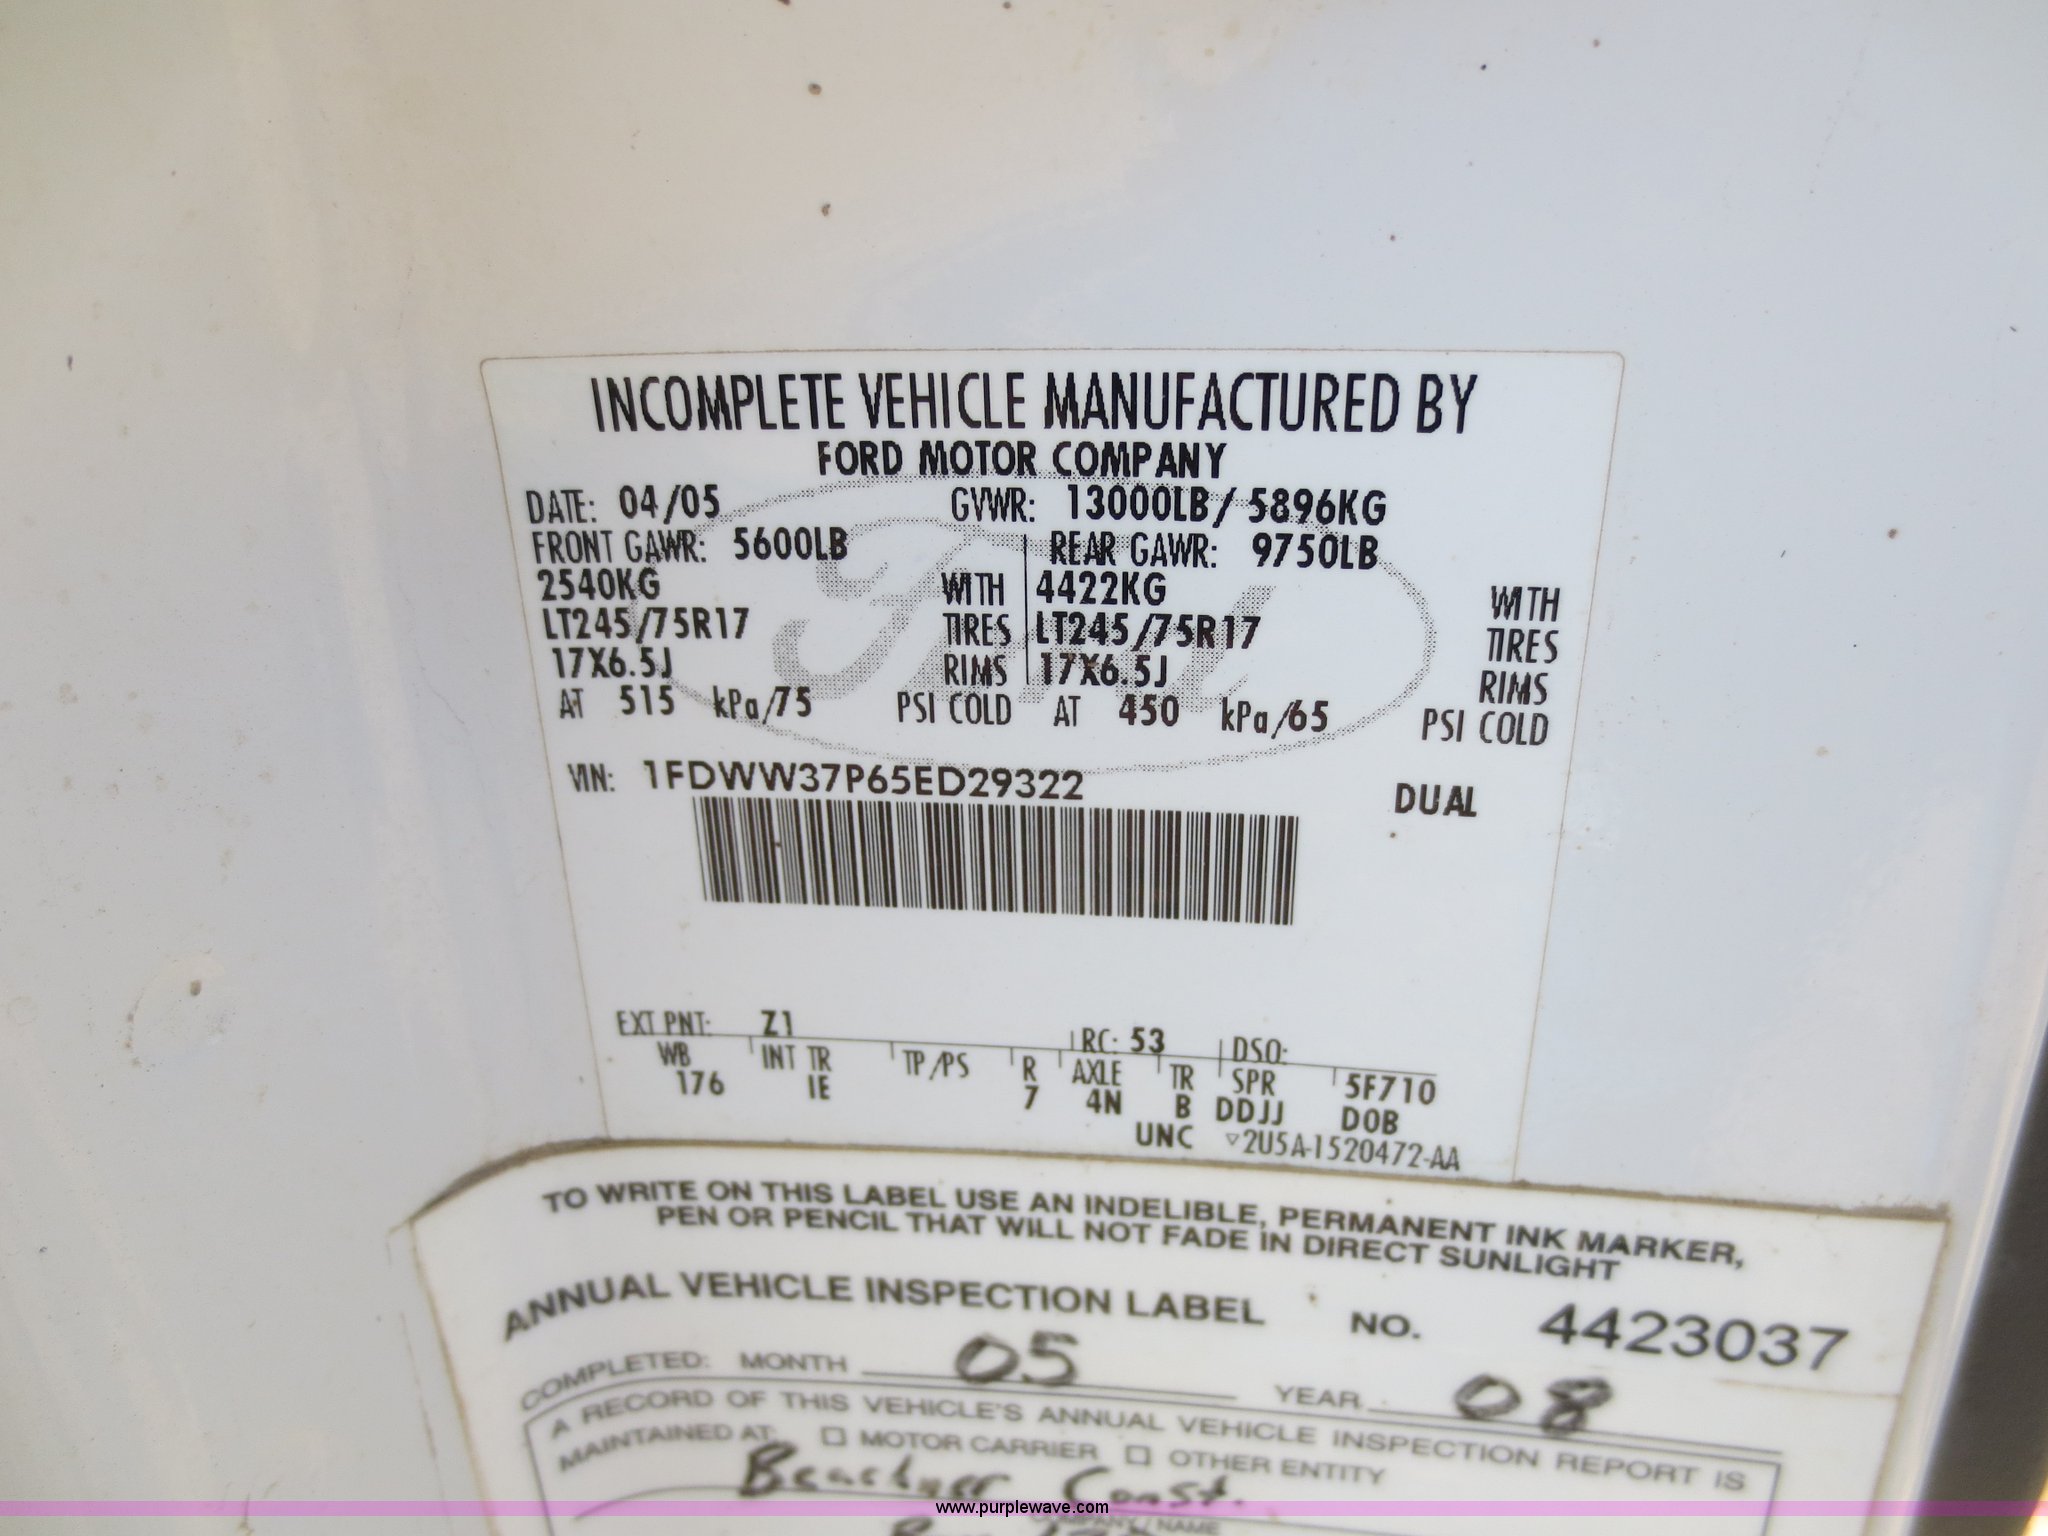 INCOMPLETE VEHICLE MANUFACTURED BY
FORD MOTOR COMPANY
DATE: 04/05 GVWR: 13000LB/ 5896KG
FRONT GAWR: 5600LB REAR GAWR: 9750LB
2540KG WITH 4422KG WITH
LT245/75R17 TIRES LT245/75R17 TIRES
17X6.5J RIMS 17X6.5J RIMS
AT 515 kPa/75 PSI COLD AT 450 kPa/65 PSI COLD
VIN: 1FDWW37P65ED29322 DUAL
EXT PNT: Z1 RC: 53 DSO:
WB INT TR TP/PS R AXLE TR SPR 5F710
176 IE 7 4N B DDJJ DOB
UNC ▽2U5A-1520472-AA
TO WRITE ON THIS LABEL USE AN INDELIBLE, PERMANENT INK MARKER,
PEN OR PENCIL THAT WILL NOT FADE IN DIRECT SUNLIGHT
ANNUAL VEHICLE INSPECTION LABEL NO. 4423037
COMPLETED: MONTH 05 YEAR 08
A RECORD OF THIS VEHICLE'S ANNUAL VEHICLE INSPECTION REPORT IS
MAINTAINED AT: ☐ MOTOR CARRIER ☐ OTHER ENTITY
Beachner Const.
www.purplewave.com
COMPANY / NAME